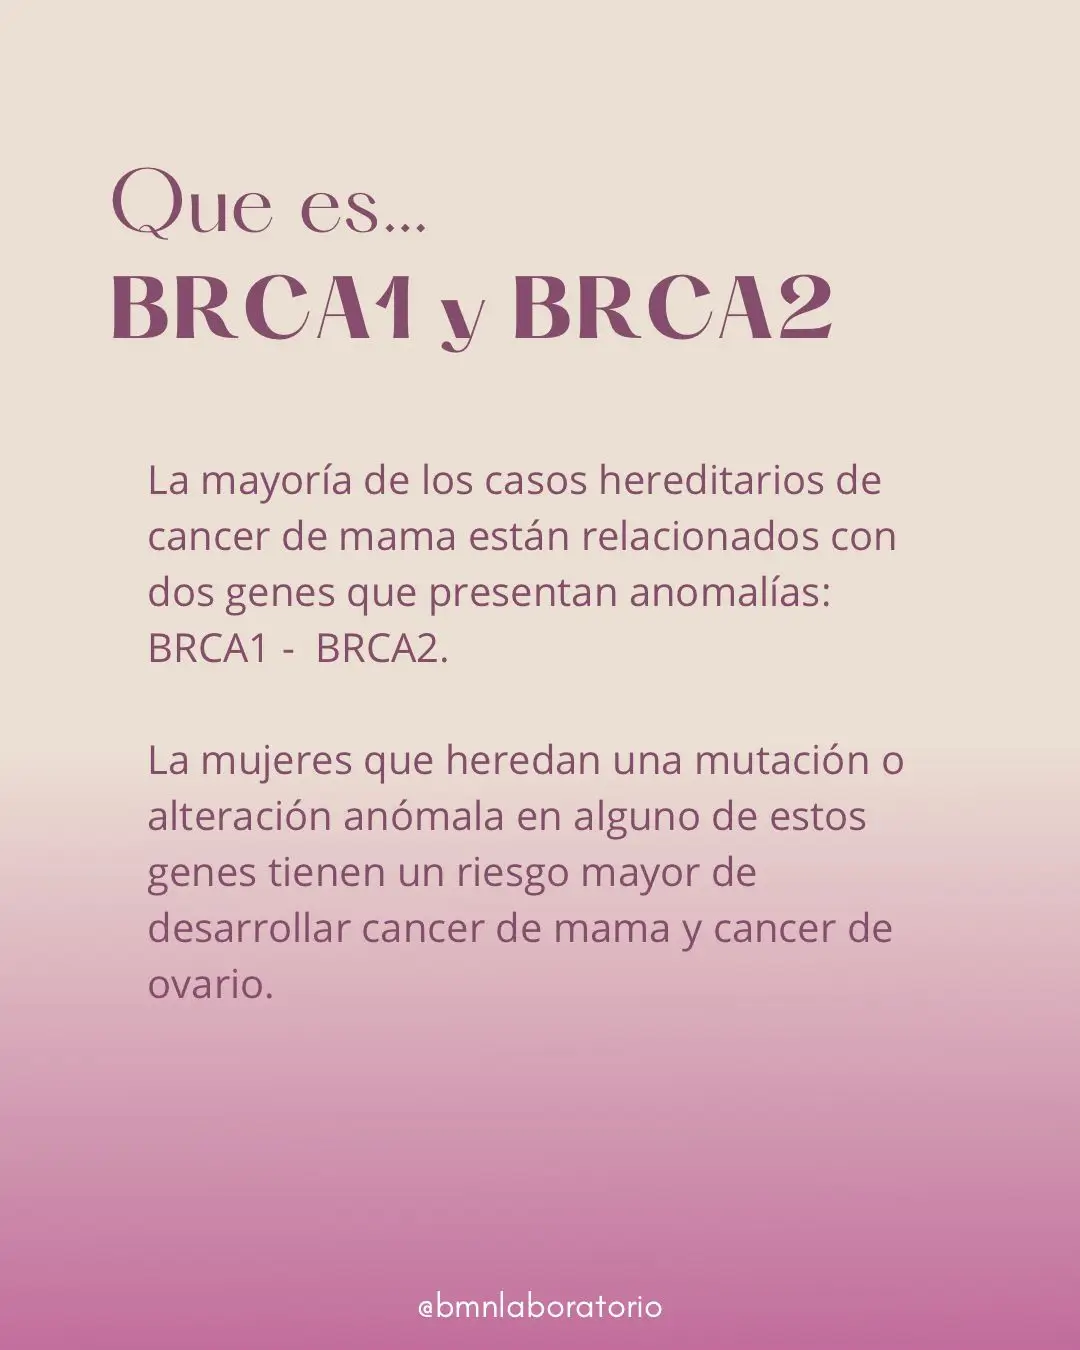 Que es...
BRCA1 y BRCA2
La mayoría de los casos hereditarios de
cancer de mama están relacionados con
dos genes que presentan anomalías:
BRCA1 -  BRCA2.
La mujeres que heredan una mutación o
alteración anómala en alguno de estos
genes tienen un riesgo mayor de
desarrollar cancer de mama y cancer de
ovario.
@bmnlaboratorio